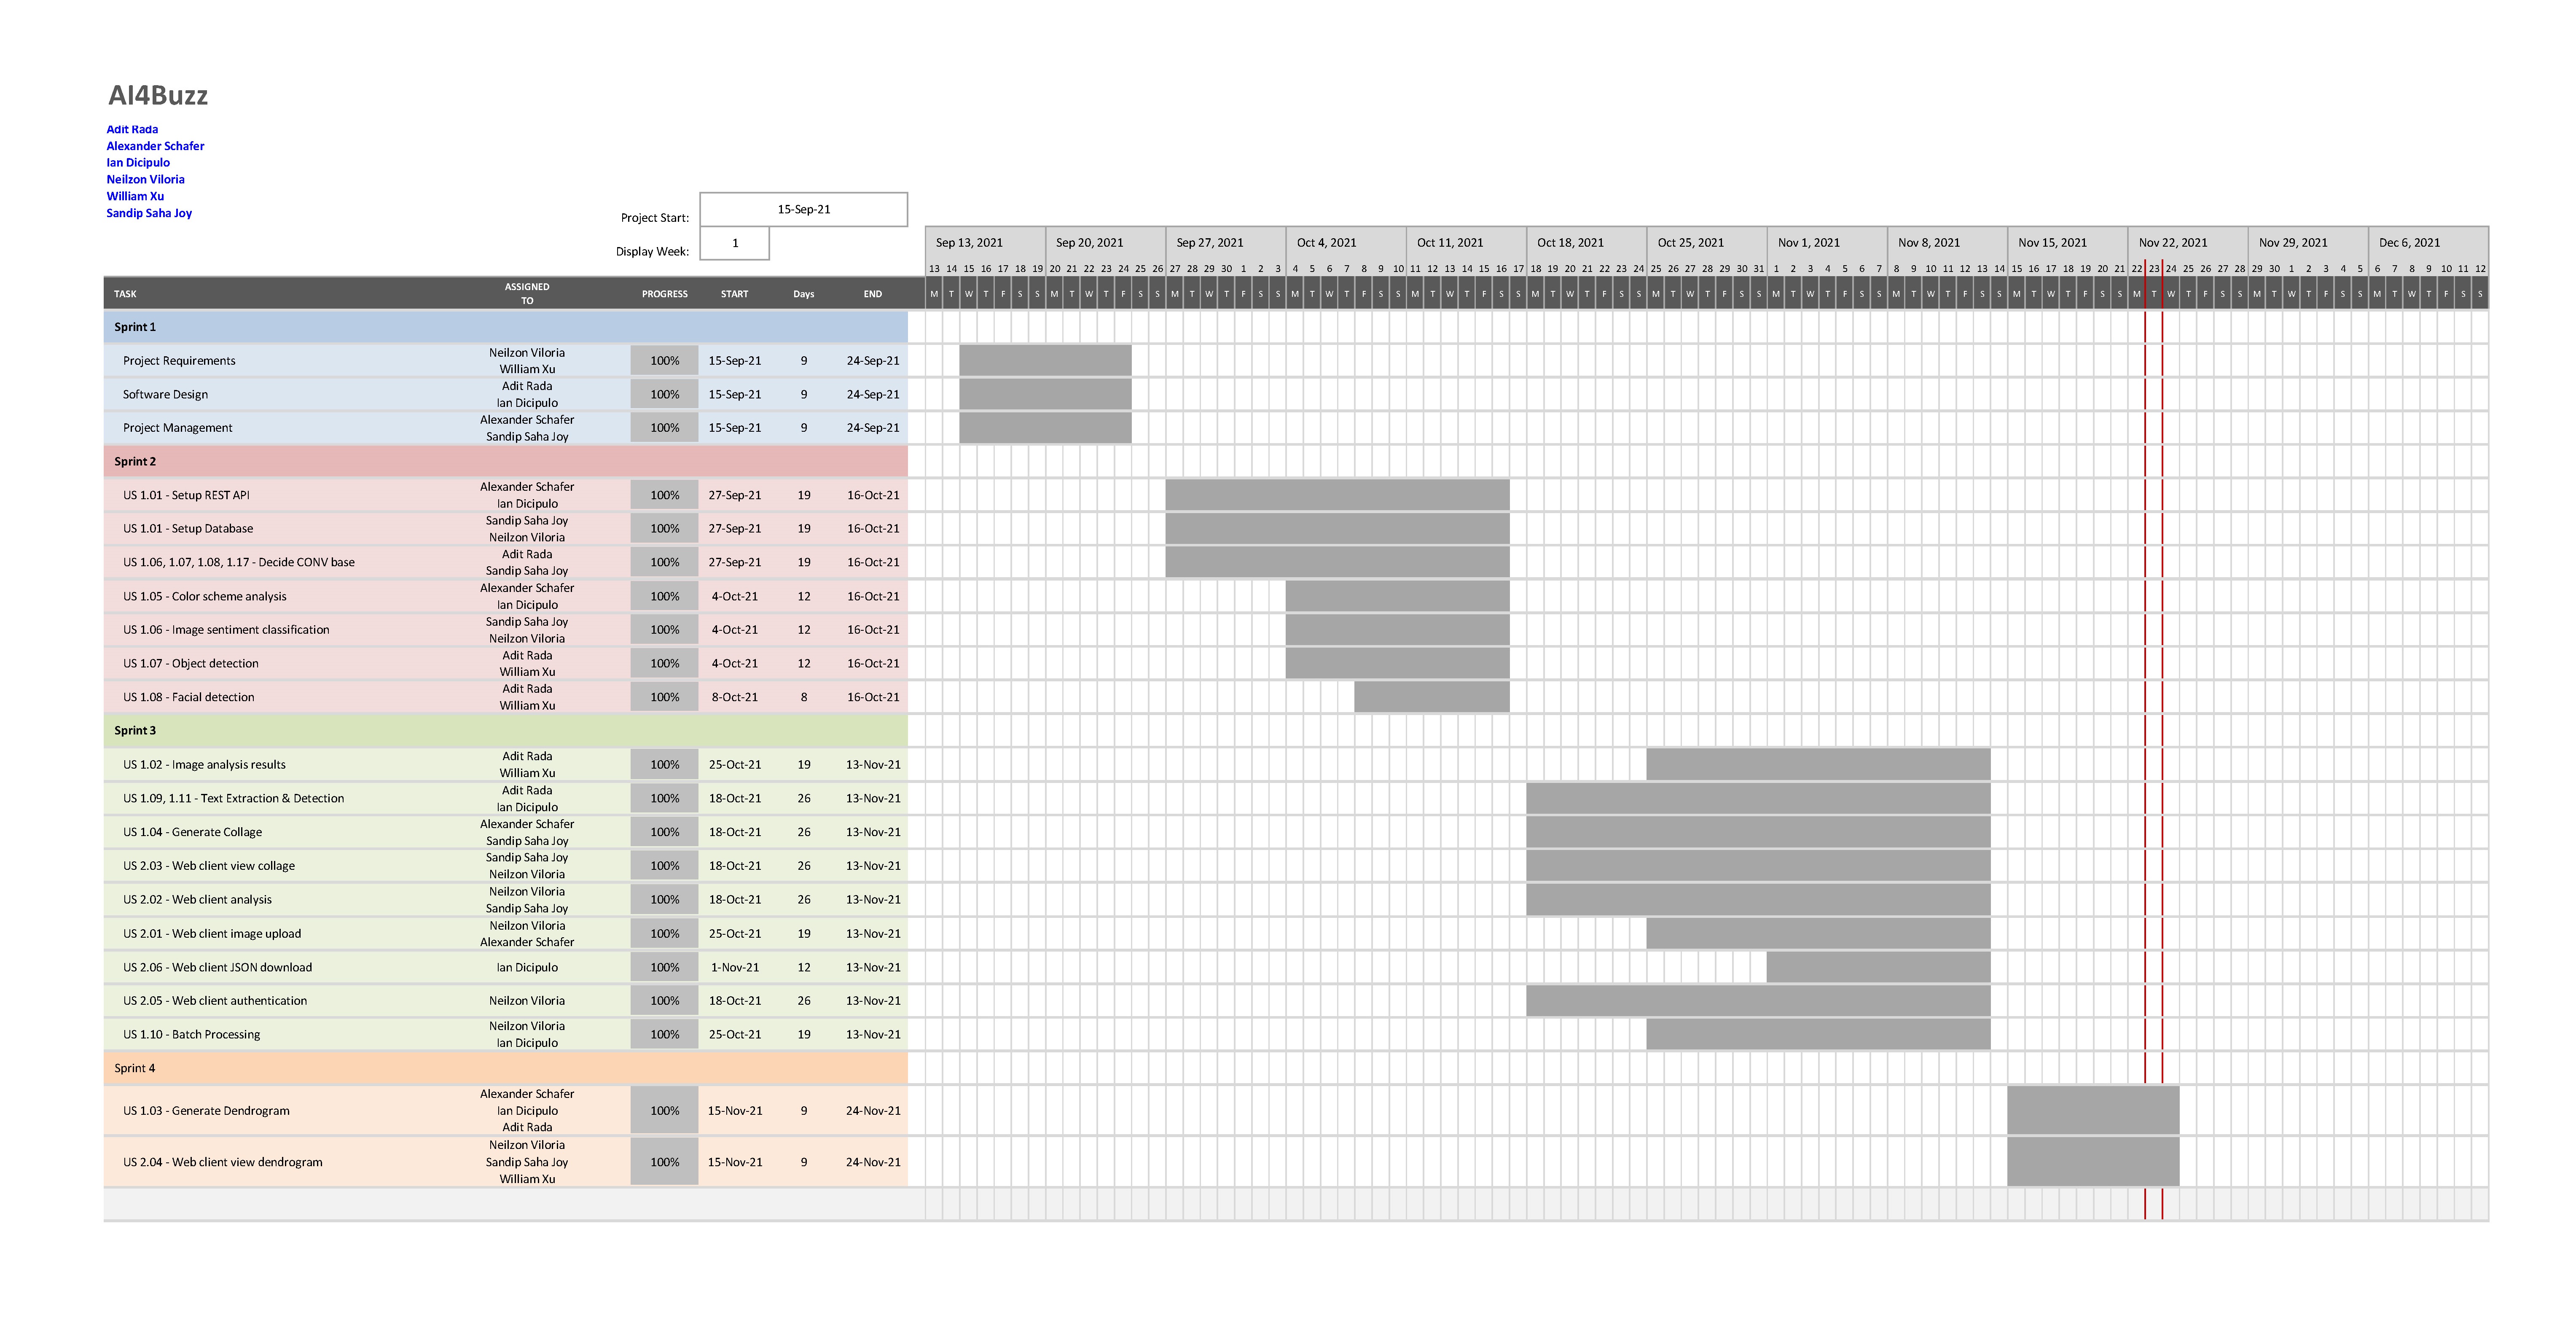 AI4Buzz
Adit Rada
Alexander Schafer
Ian Dicipulo
Neilzon Viloria
William Xu
Sandip Saha Joy
Project Start: 15-Sep-21
Display Week: 1
Sep 13, 2021 Sep 20, 2021 Sep 27, 2021 Oct 4, 2021 Oct 11, 2021 Oct 18, 2021 Oct 25, 2021 Nov 1, 2021 Nov 8, 2021 Nov 15, 2021 Nov 22, 2021 Nov 29, 2021 Dec 6, 2021
13 14 15 16 17 18 19 20 21 22 23 24 25 26 27 28 29 30 1 2 3 4 5 6 7 8 9 10 11 12 13 14 15 16 17 18 19 20 21 22 23 24 25 26 27 28 29 30 31 1 2 3 4 5 6 7 8 9 10 11 12 13 14 15 16 17 18 19 20 21 22 23 24 25 26 27 28 29 30 1 2 3 4 5 6 7 8 9 10 11 12
TASK ASSIGNED TO PROGRESS START Days END M T W T F S S M T W T F S S M T W T F S S M T W T F S S M T W T F S S M T W T F S S M T W T F S S M T W T F S S M T W T F S S M T W T F S S M T W T F S S M T W T F S S M T W T F S S
Sprint 1
Project Requirements Neilzon Viloria William Xu 100% 15-Sep-21 9 24-Sep-21
Software Design Adit Rada Ian Dicipulo 100% 15-Sep-21 9 24-Sep-21
Project Management Alexander Schafer Sandip Saha Joy 100% 15-Sep-21 9 24-Sep-21
Sprint 2
US 1.01 - Setup REST API Alexander Schafer Ian Dicipulo 100% 27-Sep-21 19 16-Oct-21
US 1.01 - Setup Database Sandip Saha Joy Neilzon Viloria 100% 27-Sep-21 19 16-Oct-21
US 1.06, 1.07, 1.08, 1.17 - Decide CONV base Adit Rada Sandip Saha Joy 100% 27-Sep-21 19 16-Oct-21
US 1.05 - Color scheme analysis Alexander Schafer Ian Dicipulo 100% 4-Oct-21 12 16-Oct-21
US 1.06 - Image sentiment classification Sandip Saha Joy Neilzon Viloria 100% 4-Oct-21 12 16-Oct-21
US 1.07 - Object detection Adit Rada William Xu 100% 4-Oct-21 12 16-Oct-21
US 1.08 - Facial detection Adit Rada William Xu 100% 8-Oct-21 8 16-Oct-21
Sprint 3
US 1.02 - Image analysis results Adit Rada William Xu 100% 25-Oct-21 19 13-Nov-21
US 1.09, 1.11 - Text Extraction & Detection Adit Rada Ian Dicipulo 100% 18-Oct-21 26 13-Nov-21
US 1.04 - Generate Collage Alexander Schafer Sandip Saha Joy 100% 18-Oct-21 26 13-Nov-21
US 2.03 - Web client view collage Sandip Saha Joy Neilzon Viloria 100% 18-Oct-21 26 13-Nov-21
US 2.02 - Web client analysis Neilzon Viloria Sandip Saha Joy 100% 18-Oct-21 26 13-Nov-21
US 2.01 - Web client image upload Neilzon Viloria Alexander Schafer 100% 25-Oct-21 19 13-Nov-21
US 2.06 - Web client JSON download Ian Dicipulo 100% 1-Nov-21 12 13-Nov-21
US 2.05 - Web client authentication Neilzon Viloria 100% 18-Oct-21 26 13-Nov-21
US 1.10 - Batch Processing Neilzon Viloria Ian Dicipulo 100% 25-Oct-21 19 13-Nov-21
Sprint 4
US 1.03 - Generate Dendrogram Alexander Schafer Ian Dicipulo Adit Rada 100% 15-Nov-21 9 24-Nov-21
US 2.04 - Web client view dendrogram Neilzon Viloria Sandip Saha Joy William Xu 100% 15-Nov-21 9 24-Nov-21